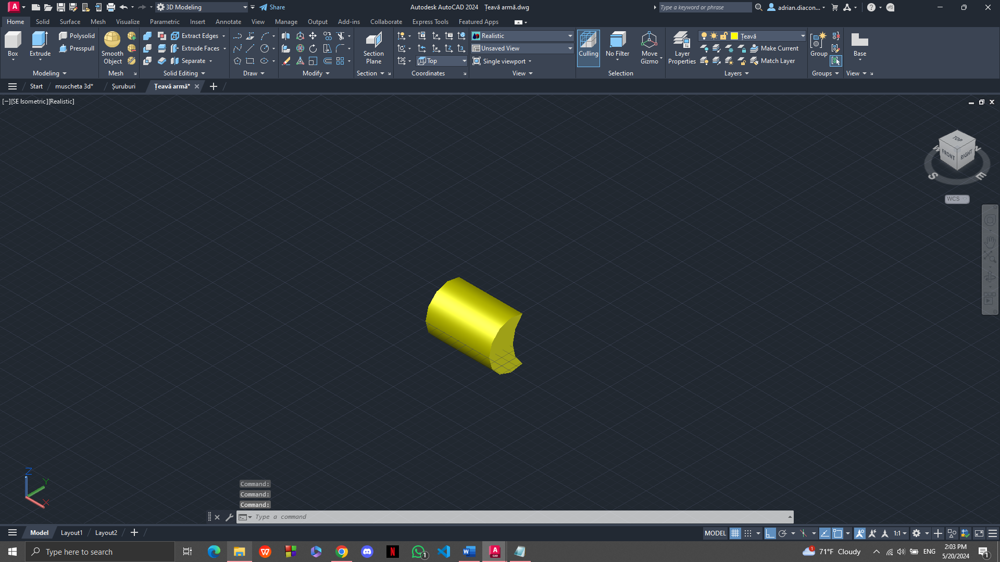 A 3D Modeling Share Autodesk AutoCAD 2024 Țeavă armă.dwg Type a keyword or phrase adrian.diacon...
Home Solid Surface Mesh Visualize Parametric Insert Annotate View Manage Output Add-ins Collaborate Express Tools Featured Apps
Polysolid Extract Edges Realistic Țeavă
Presspull Extrude Faces Unsaved View Make Current
Box Extrude Smooth Object Section Plane Culling No Filter Move Gizmo Layer Properties Group Base
Separate Top Single viewport Match Layer
Modeling Mesh Solid Editing Draw Modify Section Coordinates View Selection Layers Groups View
Start muscheta 3d* Șuruburi Țeavă armă*
[−][SE Isometric][Realistic]
TOP
FRONT RIGHT
W N
S E
WCS
Z
Y
X
Command:
Command:
Command:
Type a command
Model Layout1 Layout2 MODEL 1:1
Type here to search 1 71°F Cloudy ENG
2:03 PM
5/20/2024
1